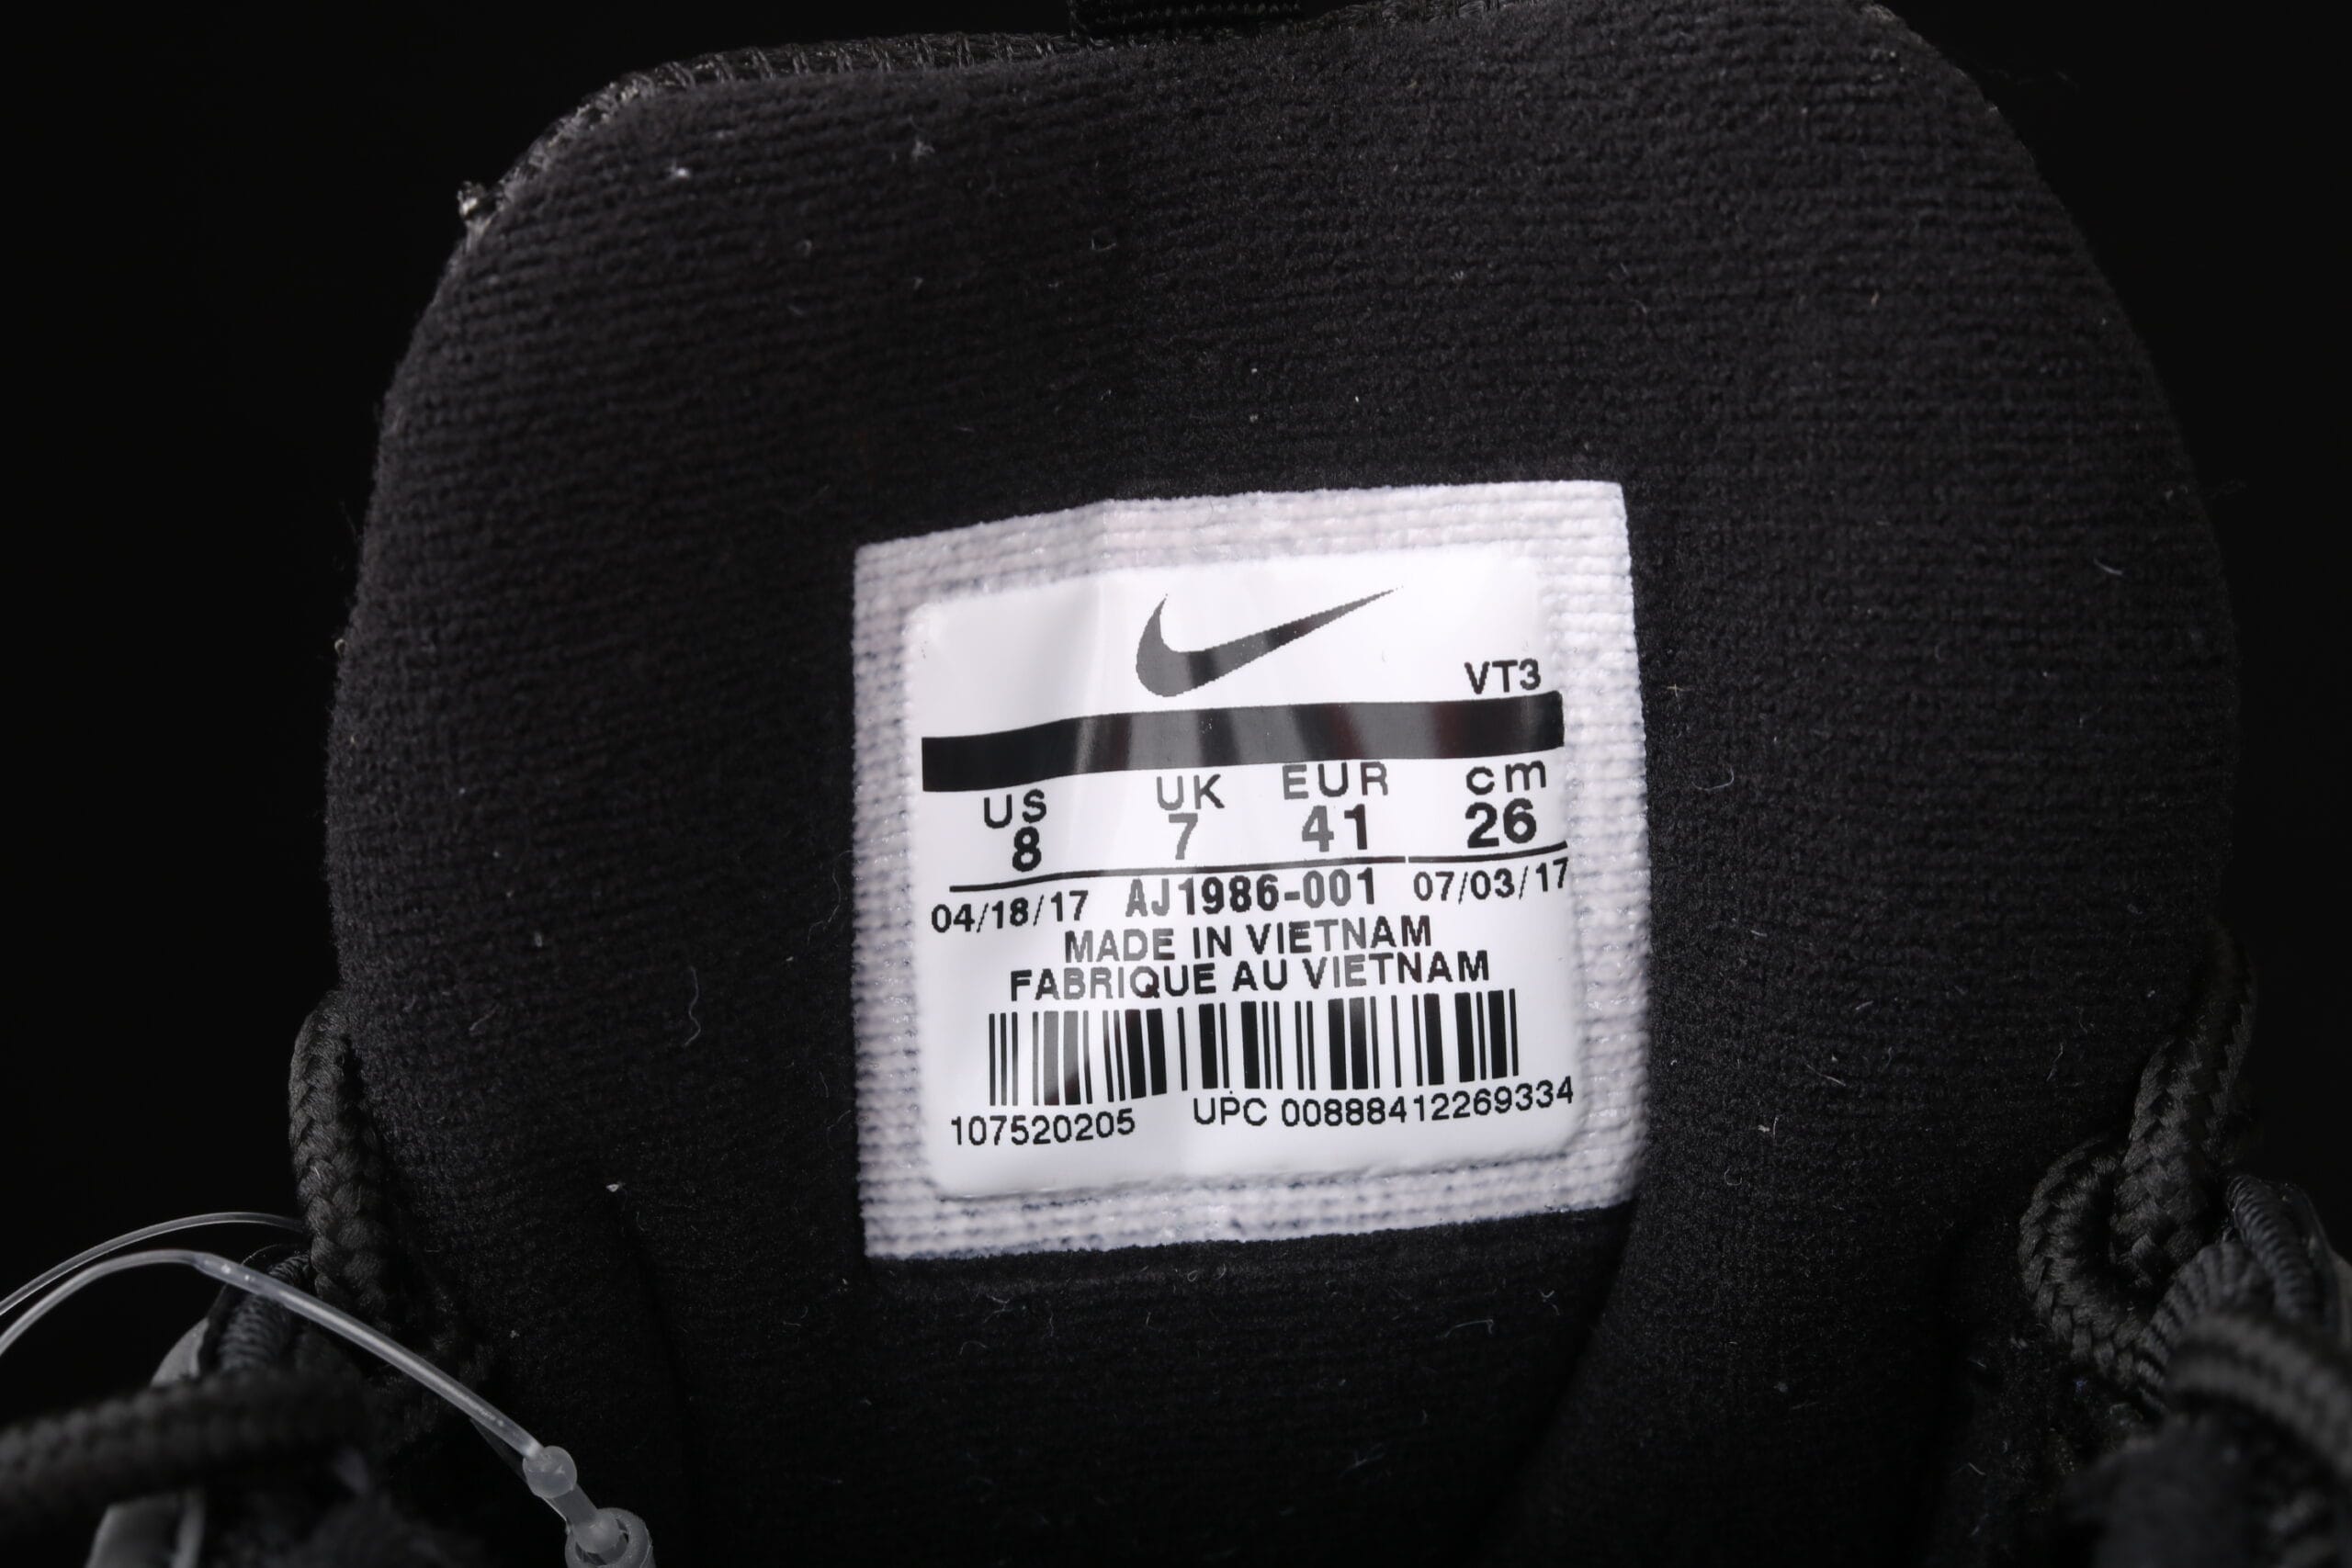 VT3
US UK EUR cm
8 7 41 26
04/18/17 AJ1986-001 07/03/17
MADE IN VIETNAM
FABRIQUE AU VIETNAM
107520205 UPC 00888412269334